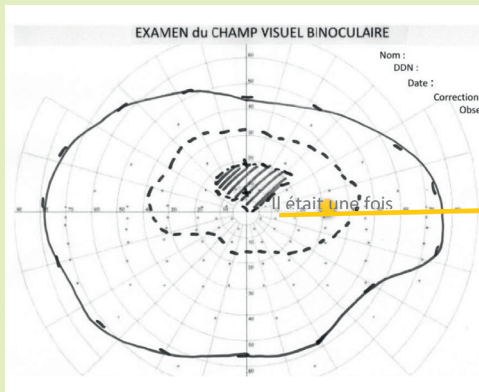 EXAMEN du CHAMP VISUEL BINOCULAIRE
Nom :
DDN :
Date :
Correction
Obse
Il était une fois